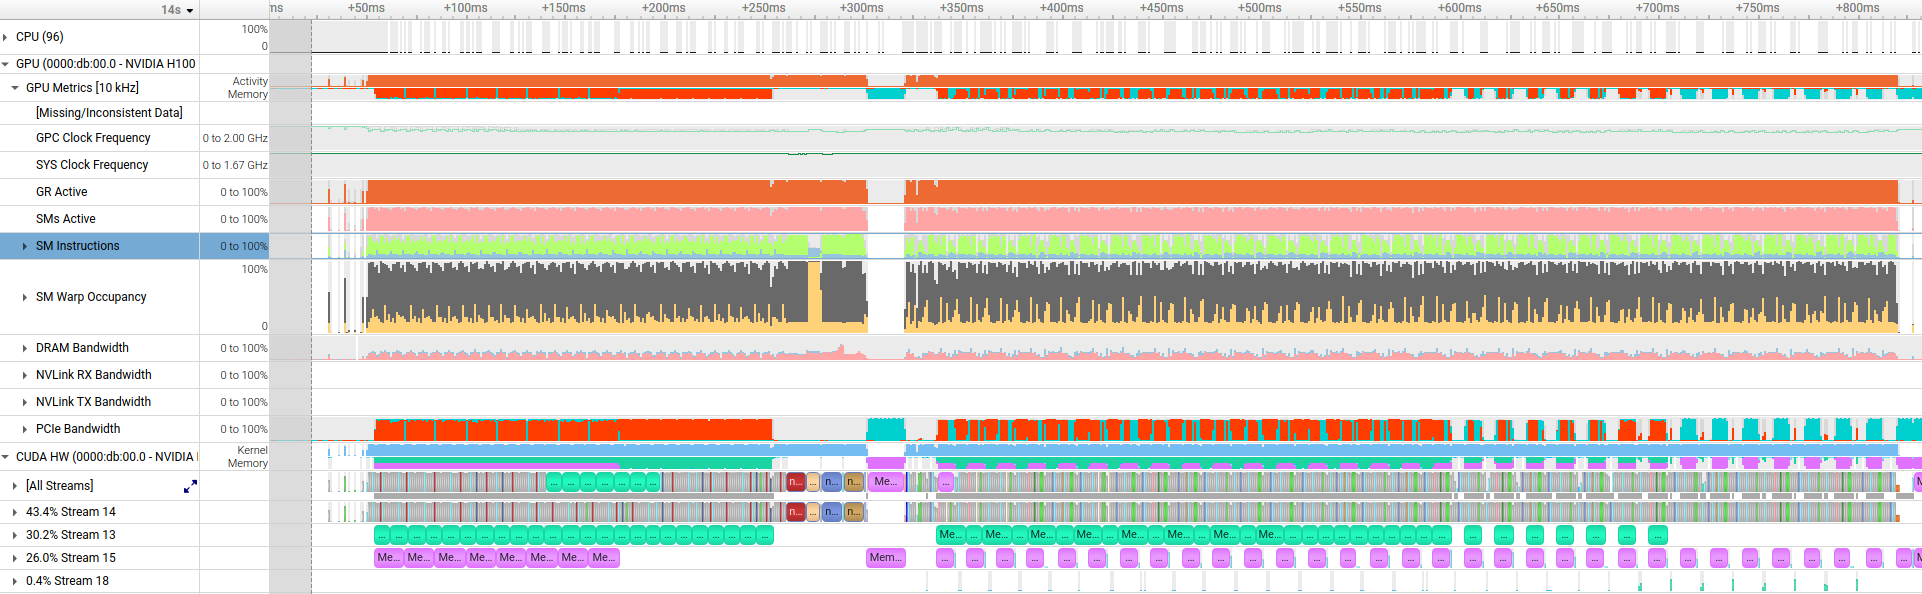 14s ms +50ms +100ms +150ms +200ms +250ms +300ms +350ms +400ms +450ms +500ms +550ms +600ms +650ms +700ms +750ms +800ms
CPU (96) 100%
0
GPU (0000:db:00.0 - NVIDIA H100
GPU Metrics [10 kHz] Activity
Memory
[Missing/Inconsistent Data]
GPC Clock Frequency 0 to 2.00 GHz
SYS Clock Frequency 0 to 1.67 GHz
GR Active 0 to 100%
SMs Active 0 to 100%
SM Instructions 0 to 100%
100%
SM Warp Occupancy
0
DRAM Bandwidth 0 to 100%
NVLink RX Bandwidth 0 to 100%
NVLink TX Bandwidth 0 to 100%
PCIe Bandwidth 0 to 100%
Kernel
CUDA HW (0000:db:00.0 - NVIDIA
Memory
[All Streams] ... ... ... ... ... ... ... n... ... n... n... Me... ... M
43.4% Stream 14 n... ... n... n...
30.2% Stream 13 ... ... ... ... ... ... ... ... ... ... ... ... ... ... ... ... ... ... ... ... ... ... ... Me... ... Me... ... Me... ... Me... ... Me... ... Me... ... Me... ... Me... ... ... ... ... ... ... ... ... ... ... ... ... ... ... ...
26.0% Stream 15 Me... Me... Me... Me... Me... Me... Me... Me... Mem... ... ... ... ... ... ... ... ... ... ... ... ... ... ... ... ... ... ... ... ... ... ... ... ... ... ... ... ... ... ... ... ... M
0.4% Stream 18